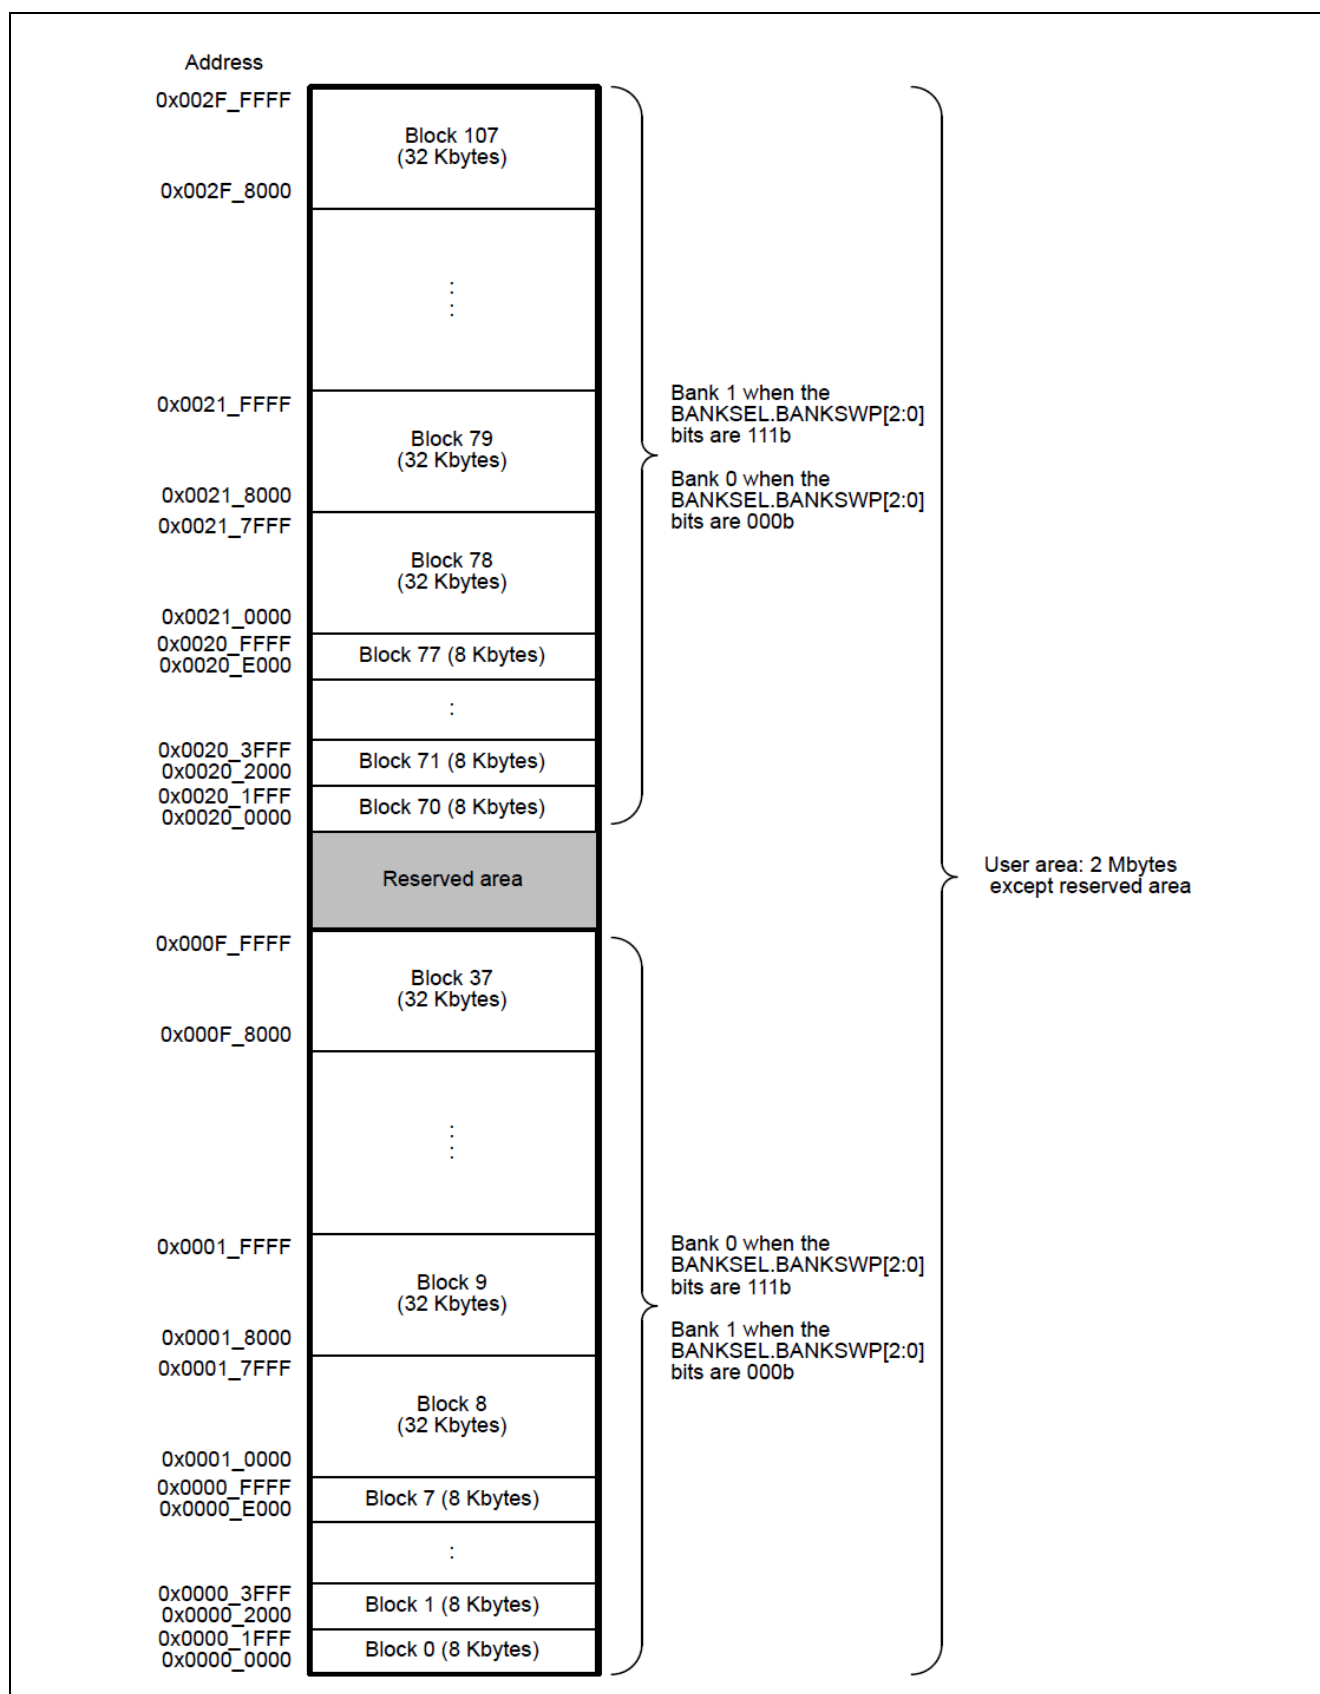 Address
0x002F_FFFF
Block 107
(32 Kbytes)
0x002F_8000
:
:
0x0021_FFFF
Block 79
(32 Kbytes)
0x0021_8000
0x0021_7FFF
Block 78
(32 Kbytes)
0x0021_0000
0x0020_FFFF
0x0020_E000
Block 77 (8 Kbytes)
:
0x0020_3FFF
0x0020_2000
Block 71 (8 Kbytes)
0x0020_1FFF
0x0020_0000
Block 70 (8 Kbytes)
Bank 1 when the
BANKSEL.BANKSWP[2:0]
bits are 111b
Bank 0 when the
BANKSEL.BANKSWP[2:0]
bits are 000b
Reserved area
User area: 2 Mbytes
except reserved area
0x000F_FFFF
Block 37
(32 Kbytes)
0x000F_8000
:
:
0x0001_FFFF
Block 9
(32 Kbytes)
0x0001_8000
0x0001_7FFF
Block 8
(32 Kbytes)
0x0001_0000
0x0000_FFFF
0x0000_E000
Block 7 (8 Kbytes)
:
0x0000_3FFF
0x0000_2000
Block 1 (8 Kbytes)
0x0000_1FFF
0x0000_0000
Block 0 (8 Kbytes)
Bank 0 when the
BANKSEL.BANKSWP[2:0]
bits are 111b
Bank 1 when the
BANKSEL.BANKSWP[2:0]
bits are 000b